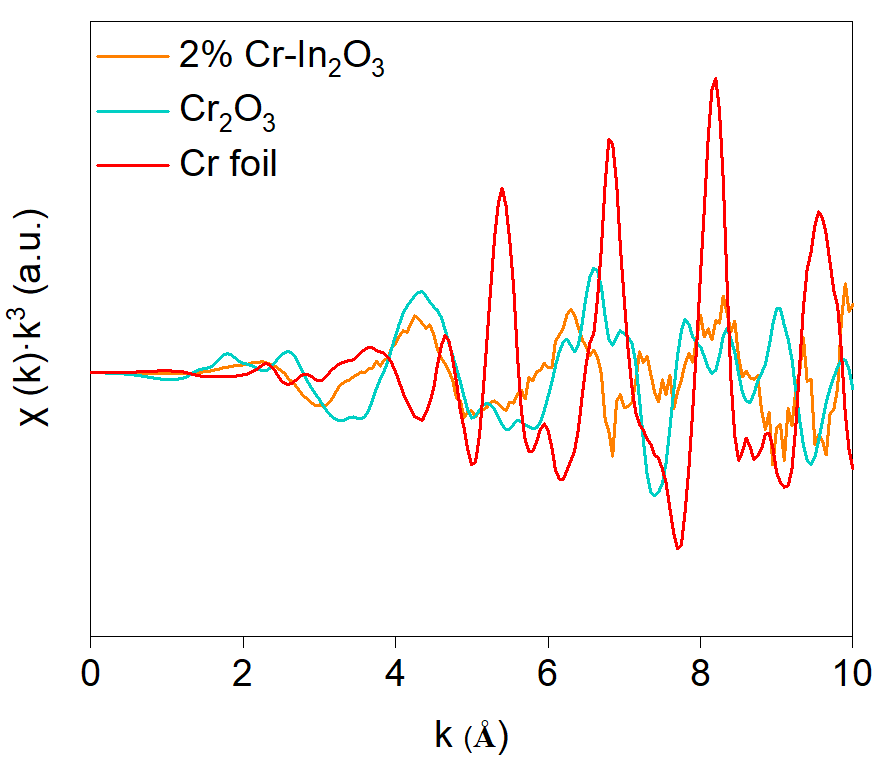 2% Cr-In₂O₃
Cr₂O₃
Cr foil
χ (k)·k³ (a.u.)
0 2 4 6 8 10
k (Å)